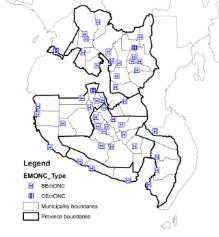 Legend
EMONC_Type
BEmONC
CEmONC
Municipality boundaries
Province boundaries